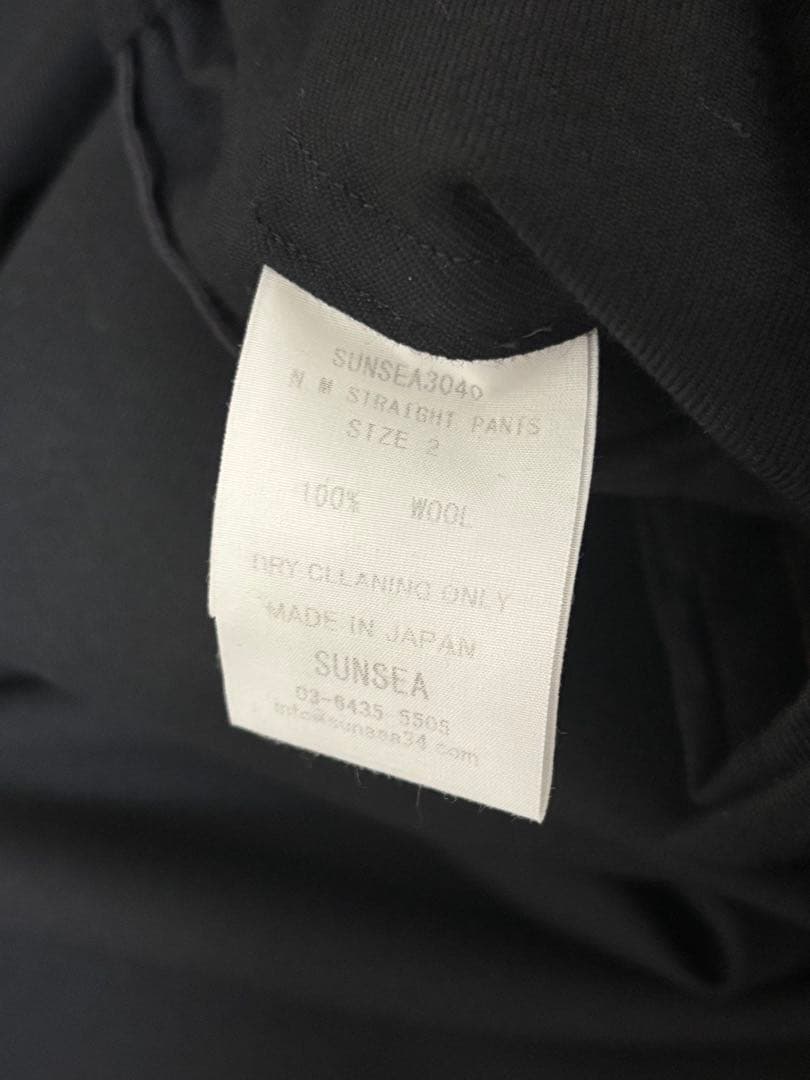 SUNSEA3040
N M STRAIGHT PANTS
SIZE 2
100% WOOL
DRY CLEANING ONLY
MADE IN JAPAN
SUNSEA
03-6435 5505
info@sunsea34.com